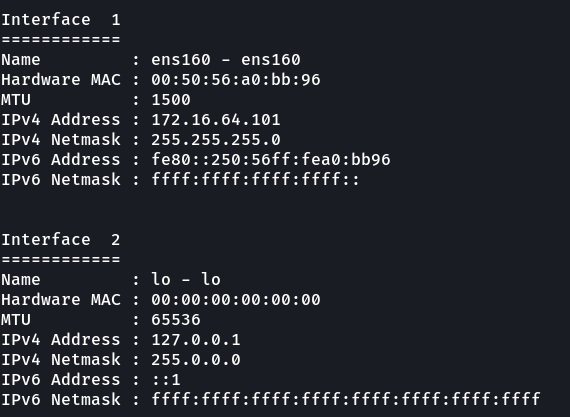 Interface  1
============
Name         : ens160 - ens160
Hardware MAC : 00:50:56:a0:bb:96
MTU          : 1500
IPv4 Address : 172.16.64.101
IPv4 Netmask : 255.255.255.0
IPv6 Address : fe80::250:56ff:fea0:bb96
IPv6 Netmask : ffff:ffff:ffff:ffff::
Interface  2
============
Name         : lo - lo
Hardware MAC : 00:00:00:00:00:00
MTU          : 65536
IPv4 Address : 127.0.0.1
IPv4 Netmask : 255.0.0.0
IPv6 Address : ::1
IPv6 Netmask : ffff:ffff:ffff:ffff:ffff:ffff:ffff:ffff